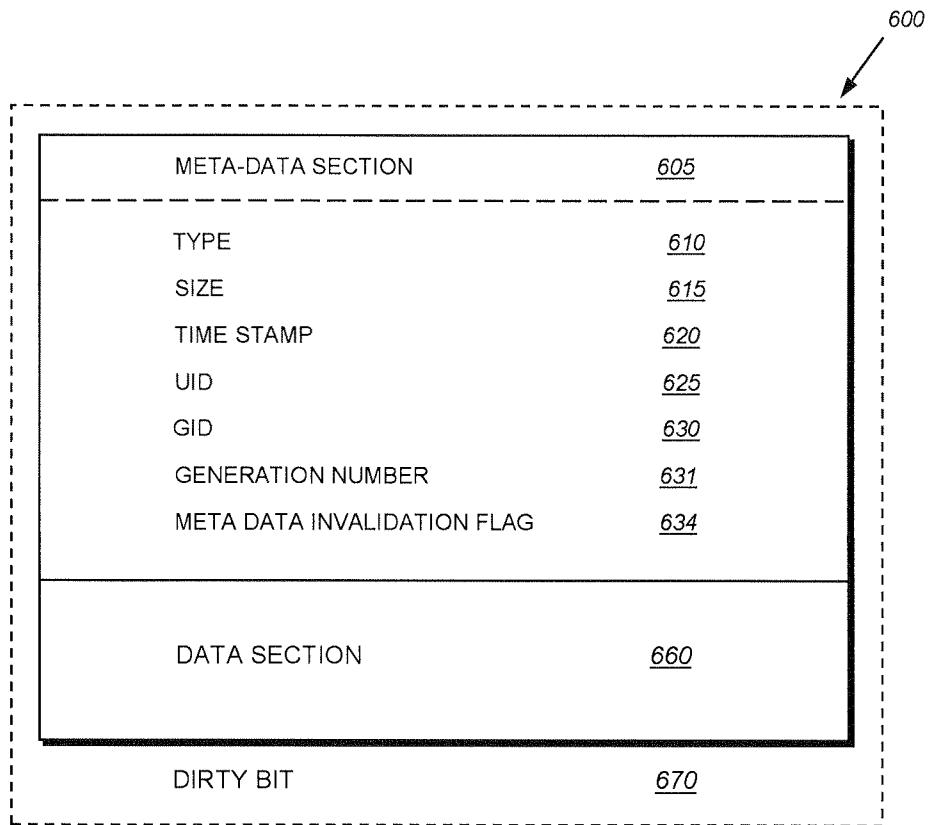 600
META-DATA SECTION 605
TYPE 610
SIZE 615
TIME STAMP 620
UID 625
GID 630
GENERATION NUMBER 631
META DATA INVALIDATION FLAG 634
DATA SECTION 660
DIRTY BIT 670